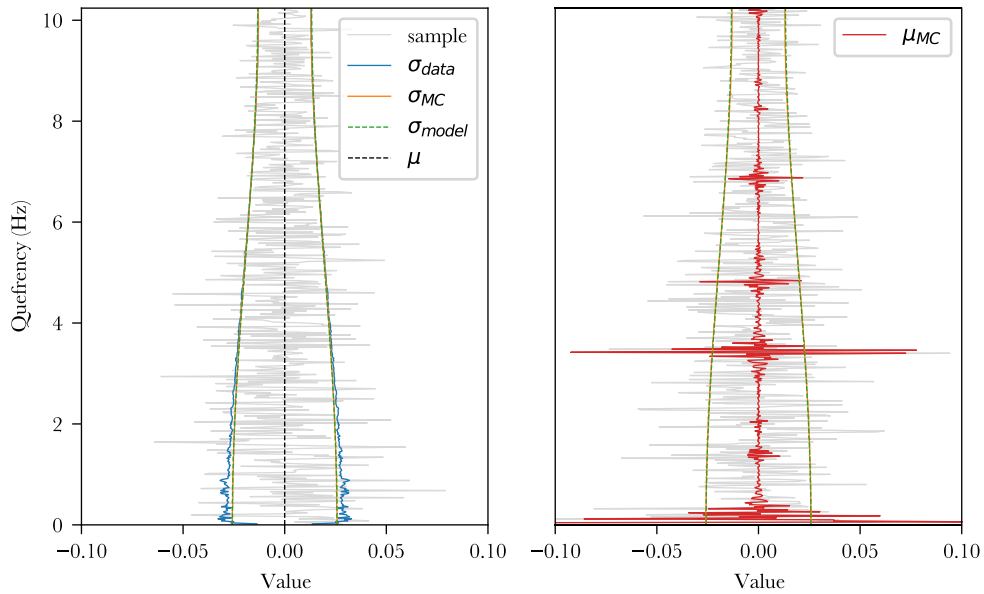 sample
σdata
σMC
σmodel
μ
μMC
Quefrency (Hz)
10
8
6
4
2
0
−0.10
−0.05
0.00
0.05
0.10
Value
−0.10
−0.05
0.00
0.05
0.10
Value